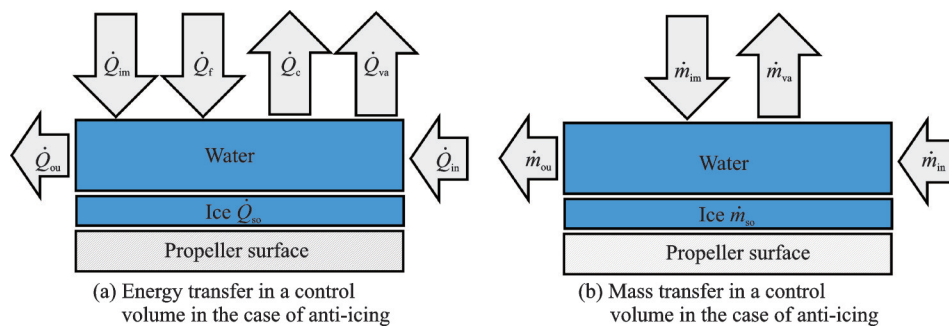 Q̇im Q̇f Q̇c Q̇va
Q̇ou Water Q̇in
Ice Q̇so
Propeller surface
(a) Energy transfer in a control
volume in the case of anti-icing
ṁim ṁva
ṁou Water ṁin
Ice ṁso
Propeller surface
(b) Mass transfer in a control
volume in the case of anti-icing